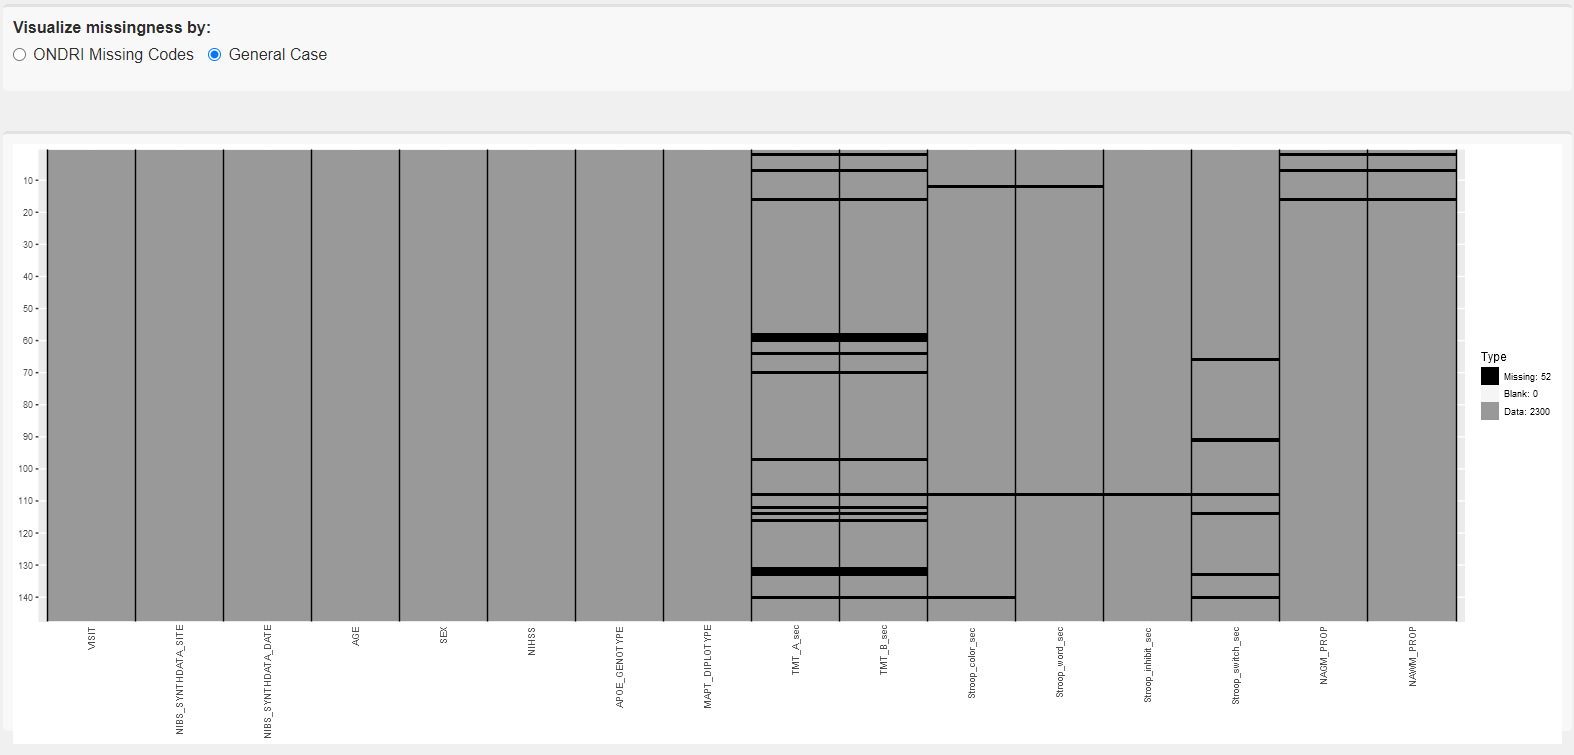 Visualize missingness by:
ONDRI Missing Codes General Case
10
20
30
40
50
60
70
80
90
100
110
120
130
140
VISIT
NIBS_SYNTHDATA_SITE
NIBS_SYNTHDATA_DATE
AGE
SEX
NIHSS
APOE_GENOTYPE
MAPT_DIPLOTYPE
TMT_A_sec
TMT_B_sec
Stroop_color_sec
Stroop_word_sec
Stroop_inhibit_sec
Stroop_switch_sec
NAGM_PROP
NAWM_PROP
Type
Missing: 52
Blank: 0
Data: 2300